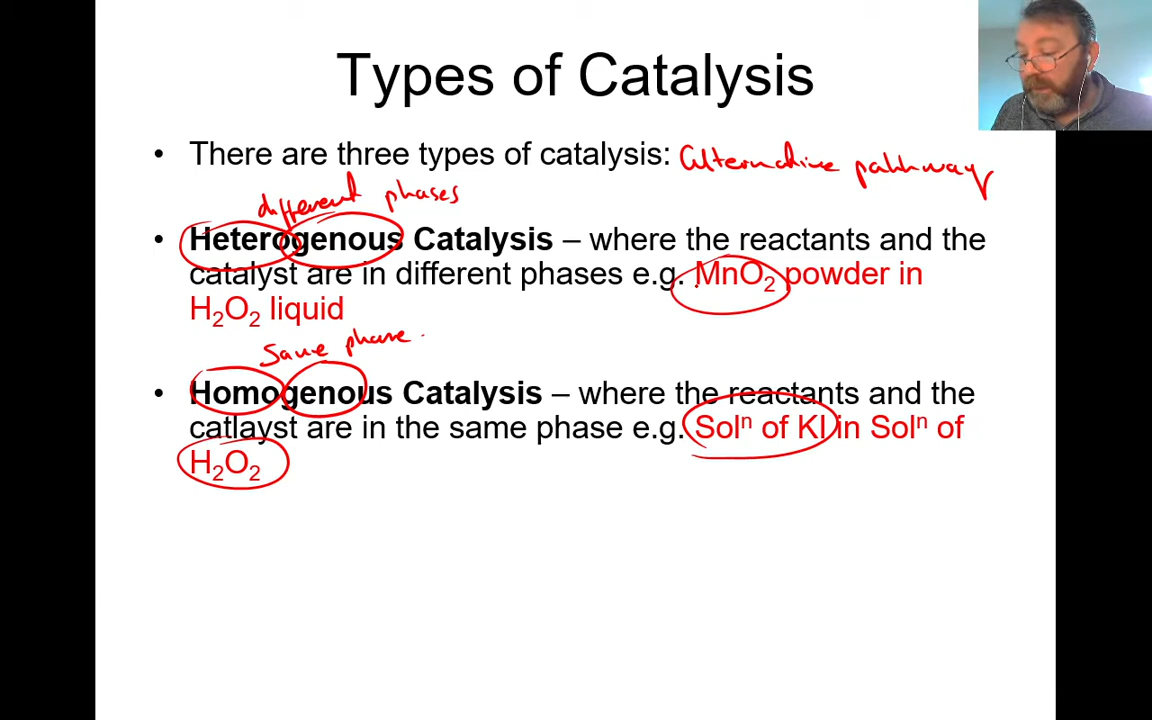 Types of Catalysis
• There are three types of catalysis: alternative pathway
different phases
• Heterogenous Catalysis – where the reactants and the
catalyst are in different phases e.g. MnO₂ powder in
H₂O₂ liquid
Same phase
• Homogenous Catalysis – where the reactants and the
catlayst are in the same phase e.g. Solⁿ of KI in Solⁿ of
H₂O₂